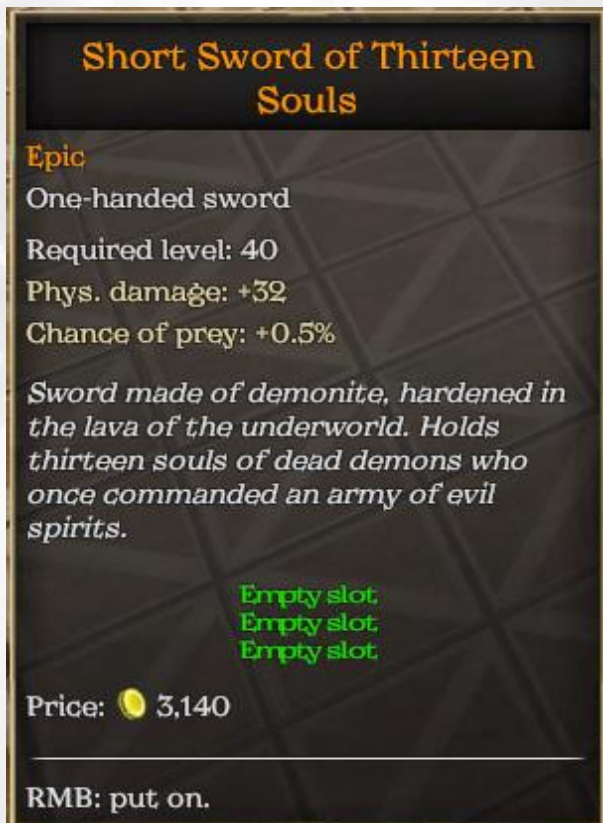 Short Sword of Thirteen
Souls
Epic
One-handed sword
Required level: 40
Phys. damage: +32
Chance of prey: +0.5%
Sword made of demonite, hardened in
the lava of the underworld. Holds
thirteen souls of dead demons who
once commanded an army of evil
spirits.
Empty slot
Empty slot
Empty slot
Price: 3,140
RMB: put on.